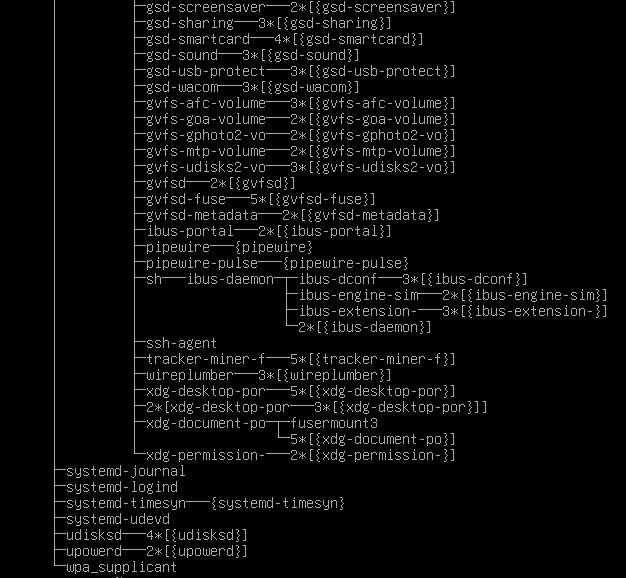 ├─gsd-screensaver───2*[{gsd-screensaver}]
├─gsd-sharing───3*[{gsd-sharing}]
├─gsd-smartcard───4*[{gsd-smartcard}]
├─gsd-sound───3*[{gsd-sound}]
├─gsd-usb-protect───3*[{gsd-usb-protect}]
├─gsd-wacom───3*[{gsd-wacom}]
├─gvfs-afc-volume───3*[{gvfs-afc-volume}]
├─gvfs-goa-volume───2*[{gvfs-goa-volume}]
├─gvfs-gphoto2-vo───2*[{gvfs-gphoto2-vo}]
├─gvfs-mtp-volume───2*[{gvfs-mtp-volume}]
├─gvfs-udisks2-vo───3*[{gvfs-udisks2-vo}]
├─gvfsd───2*[{gvfsd}]
├─gvfsd-fuse───5*[{gvfsd-fuse}]
├─gvfsd-metadata───2*[{gvfsd-metadata}]
├─ibus-portal───2*[{ibus-portal}]
├─pipewire───{pipewire}
├─pipewire-pulse───{pipewire-pulse}
├─sh───ibus-daemon─┬─ibus-dconf───3*[{ibus-dconf}]
├─ibus-engine-sim───2*[{ibus-engine-sim}]
├─ibus-extension-───3*[{ibus-extension-}]
└─2*[{ibus-daemon}]
├─ssh-agent
├─tracker-miner-f───5*[{tracker-miner-f}]
├─wireplumber───3*[{wireplumber}]
├─xdg-desktop-por───5*[{xdg-desktop-por}]
├─2*[xdg-desktop-por───3*[{xdg-desktop-por}]]
├─xdg-document-po─┬─fusermount3
└─5*[{xdg-document-po}]
└─xdg-permission-───2*[{xdg-permission-}]
├─systemd-journal
├─systemd-logind
├─systemd-timesyn───{systemd-timesyn}
├─systemd-udevd
├─udisksd───4*[{udisksd}]
├─upowerd───2*[{upowerd}]
└─wpa_supplicant